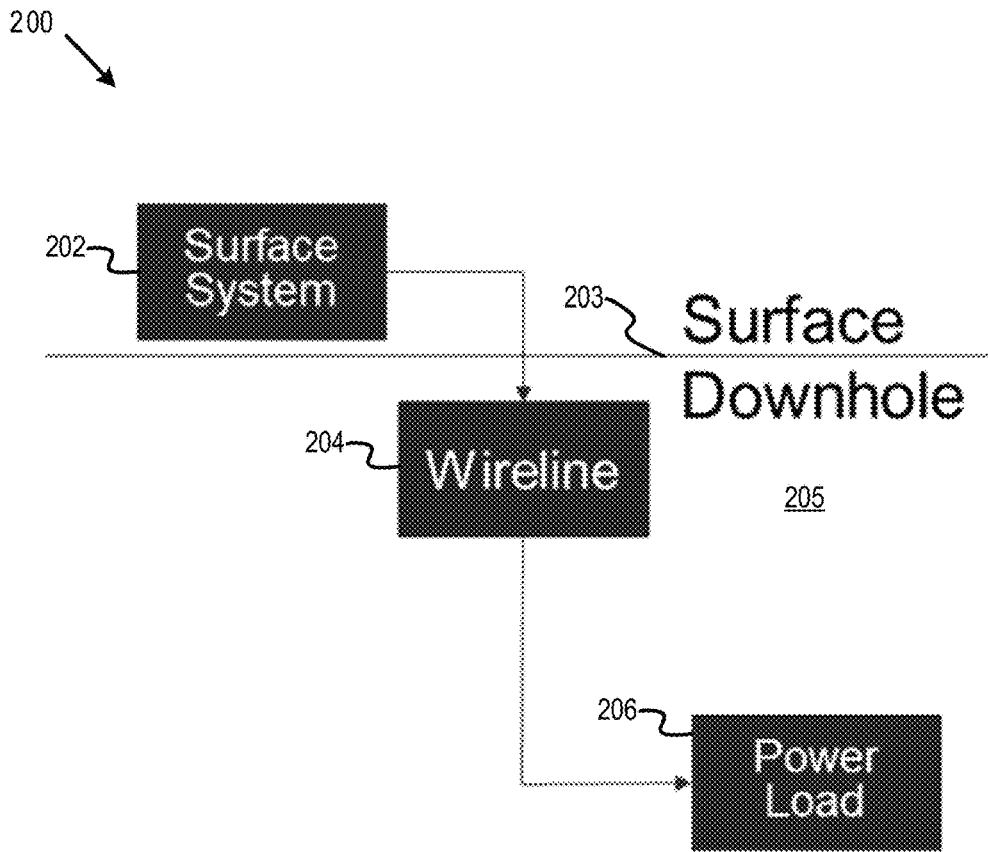 200
Surface
System
202
203
Surface
Downhole
204
Wireline
205
206
Power
Load